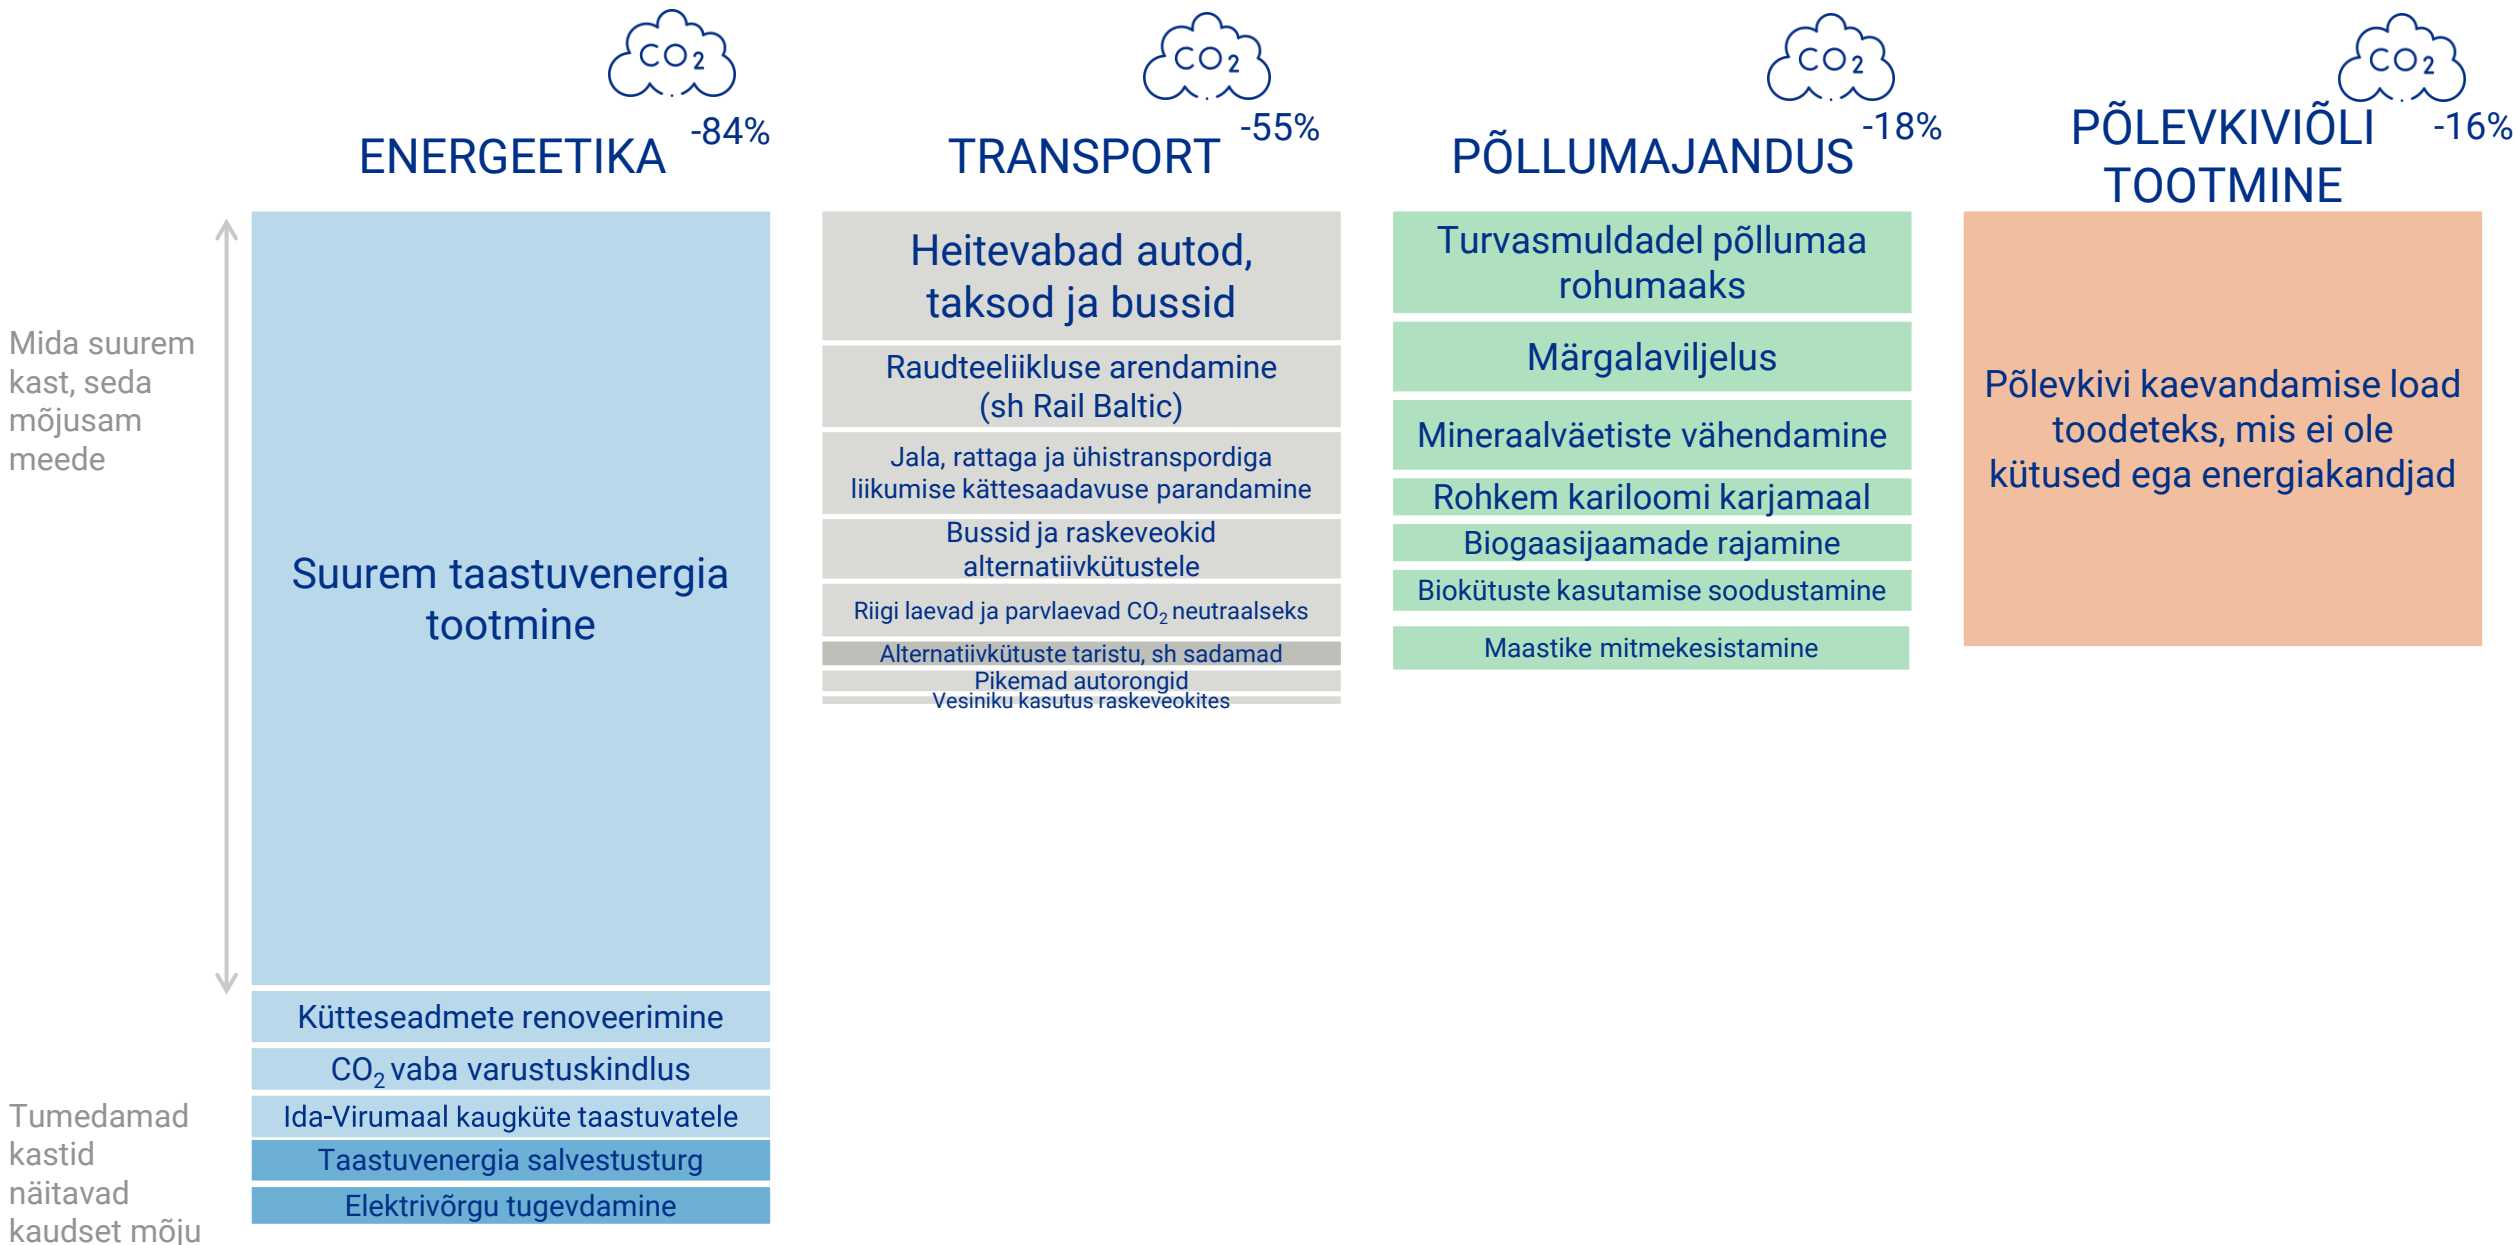 CO2
-84%
ENERGEETIKA
CO2
-55%
TRANSPORT
CO2
-18%
PÕLLUMAJANDUS
CO2
-16%
PÕLEVKIVIÕLI
TOOTMINE
Mida suurem
kast, seda
mõjusam
meede
Tumedamad
kastid
näitavad
kaudset mõju
Suurem taastuvenergia
tootmine
Kütteseadmete renoveerimine
CO2 vaba varustuskindlus
Ida-Virumaal kaugküte taastuvatele
Taastuvenergia salvestusturg
Elektrivõrgu tugevdamine
Heitevabad autod,
taksod ja bussid
Raudteeliikluse arendamine
(sh Rail Baltic)
Jala, rattaga ja ühistranspordiga
liikumise kättesaadavuse parandamine
Bussid ja raskeveokid
alternatiivkütustele
Riigi laevad ja parvlaevad CO2 neutraalseks
Alternatiivkütuste taristu, sh sadamad
Pikemad autorongid
Vesiniku kasutus raskeveokites
Turvasmuldadel põllumaa
rohumaaks
Märgalaviljelus
Mineraalväetiste vähendamine
Rohkem kariloomi karjamaal
Biogaasijaamade rajamine
Biokütuste kasutamise soodustamine
Maastike mitmekesistamine
Põlevkivi kaevandamise load
toodeteks, mis ei ole
kütused ega energiakandjad